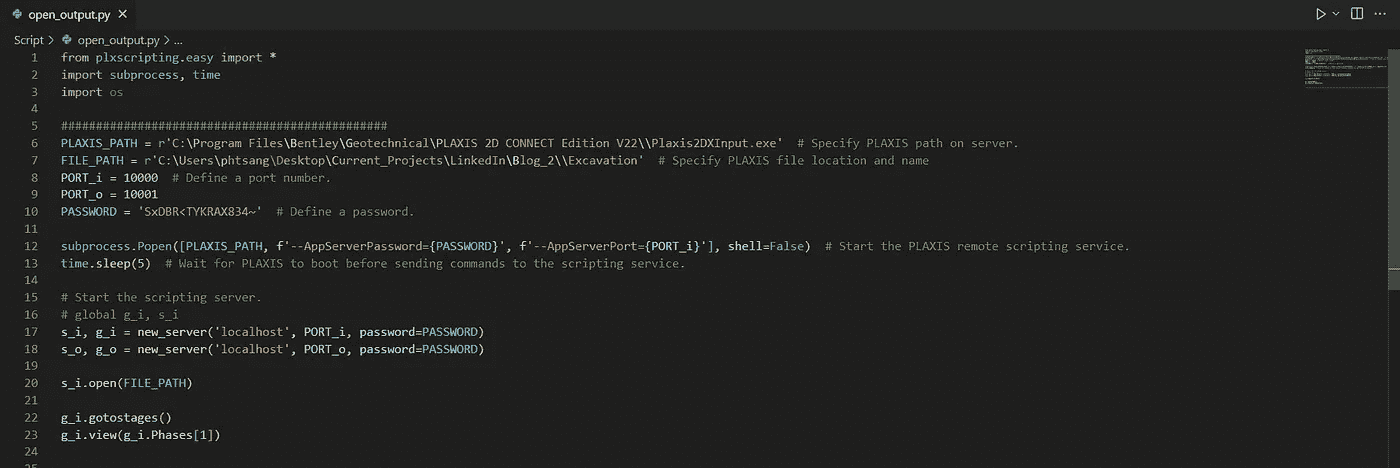 open_output.py
Script > open_output.py > ...
1 from plxscripting.easy import *
2 import subprocess, time
3 import os
4
5 ###############################################
6 PLAXIS_PATH = r'C:\Program Files\Bentley\Geotechnical\PLAXIS 2D CONNECT Edition V22\\Plaxis2DXInput.exe'  # Specify PLAXIS path on server.
7 FILE_PATH = r'C:\Users\phtsang\Desktop\Current_Projects\LinkedIn\Blog_2\\Excavation'  # Specify PLAXIS file location and name
8 PORT_i = 10000  # Define a port number.
9 PORT_o = 10001
10 PASSWORD = 'SxDBR<TYKRAX834~'  # Define a password.
11
12 subprocess.Popen([PLAXIS_PATH, f'--AppServerPassword={PASSWORD}', f'--AppServerPort={PORT_i}'], shell=False)  # Start the PLAXIS remote scripting service.
13 time.sleep(5)  # Wait for PLAXIS to boot before sending commands to the scripting service.
14
15 # Start the scripting server.
16 # global g_i, s_i
17 s_i, g_i = new_server('localhost', PORT_i, password=PASSWORD)
18 s_o, g_o = new_server('localhost', PORT_o, password=PASSWORD)
19
20 s_i.open(FILE_PATH)
21
22 g_i.gotostages()
23 g_i.view(g_i.Phases[1])
24